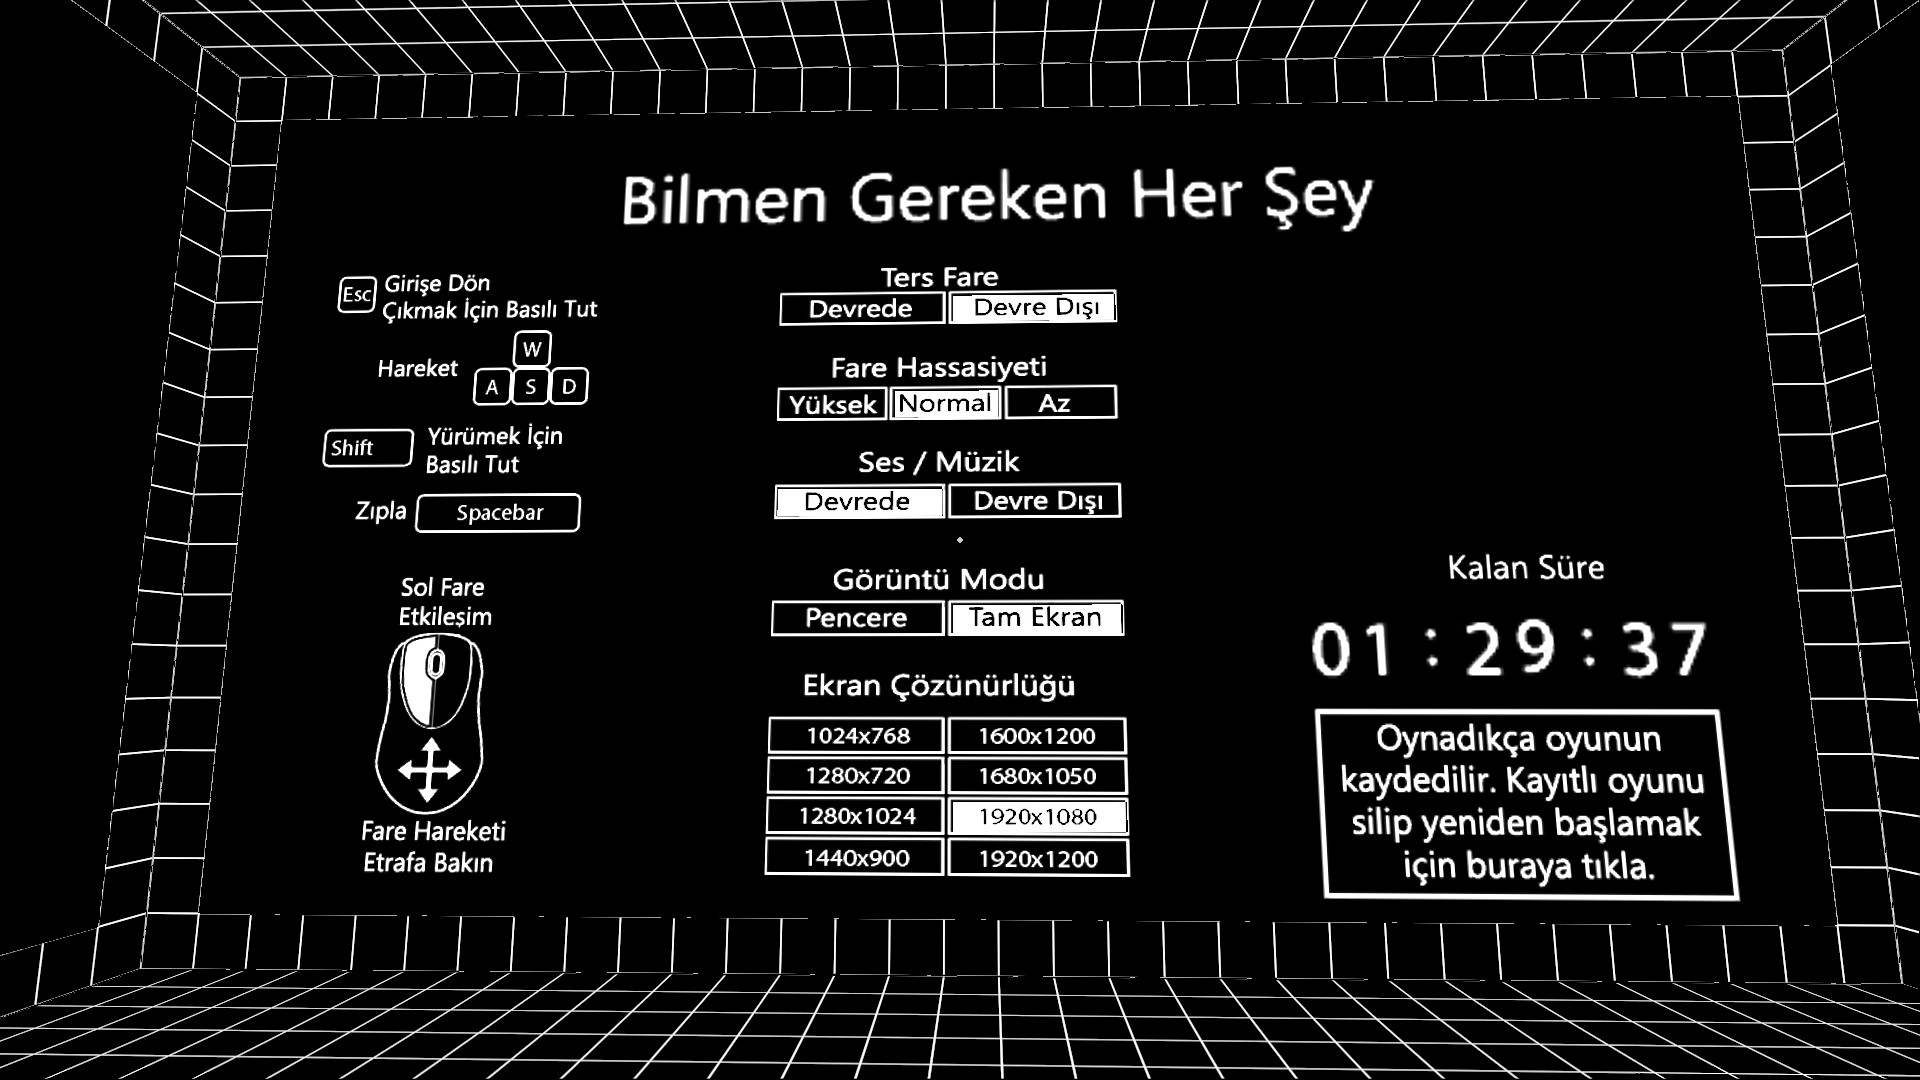 Bilmen Gereken Her Şey
Esc
Girişe Dön
Çıkmak İçin Basılı Tut
Hareket
W
A S D
Shift
Yürümek İçin
Basılı Tut
Zıpla
Spacebar
Sol Fare
Etkileşim
Fare Hareketi
Etrafa Bakın
Ters Fare
Devrede Devre Dışı
Fare Hassasiyeti
Yüksek Normal Az
Ses / Müzik
Devrede Devre Dışı
Görüntü Modu
Pencere Tam Ekran
Ekran Çözünürlüğü
1024x768 1600x1200
1280x720 1680x1050
1280x1024 1920x1080
1440x900 1920x1200
Kalan Süre
01 : 29 : 37
Oynadıkça oyunun
kaydedilir. Kayıtlı oyunu
silip yeniden başlamak
için buraya tıkla.